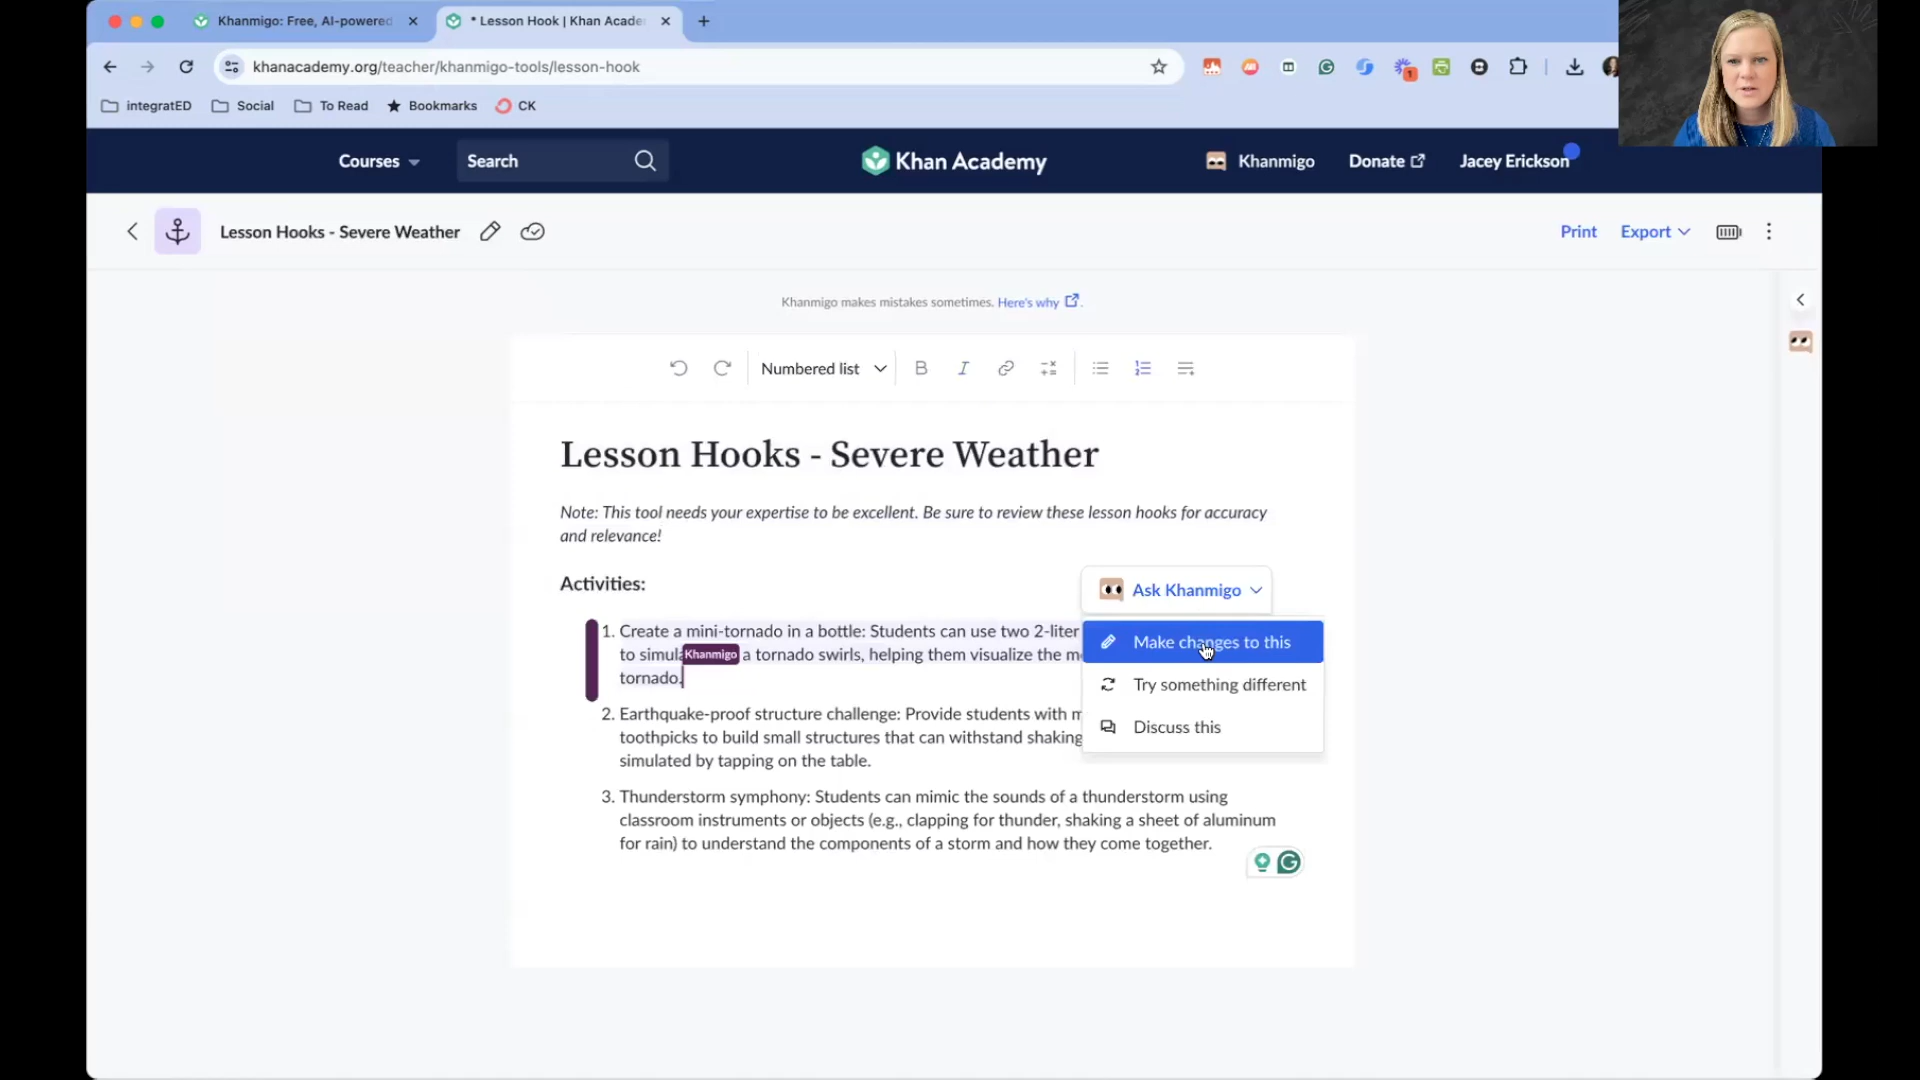 Khanmigo: Free, AI-powered
* Lesson Hook | Khan Acade
khanacademy.org/teacher/khanmigo-tools/lesson-hook
1
integratED
Social
To Read
Bookmarks
CK
Courses
Search
Khan Academy
Khanmigo
Donate
Jacey Erickson
Lesson Hooks - Severe Weather
Print
Export
Khanmigo makes mistakes sometimes. Here's why.
Numbered list
B I
Lesson Hooks - Severe Weather
Note: This tool needs your expertise to be excellent. Be sure to review these lesson hooks for accuracy
and relevance!
Activities:
Ask Khanmigo
Make changes to this
Try something different
Discuss this
1. Create a mini-tornado in a bottle: Students can use two 2-liter
to simula Khanmigo a tornado swirls, helping them visualize the
tornado.
2. Earthquake-proof structure challenge: Provide students with
toothpicks to build small structures that can withstand shaking
simulated by tapping on the table.
3. Thunderstorm symphony: Students can mimic the sounds of a thunderstorm using
classroom instruments or objects (e.g., clapping for thunder, shaking a sheet of aluminum
for rain) to understand the components of a storm and how they come together.